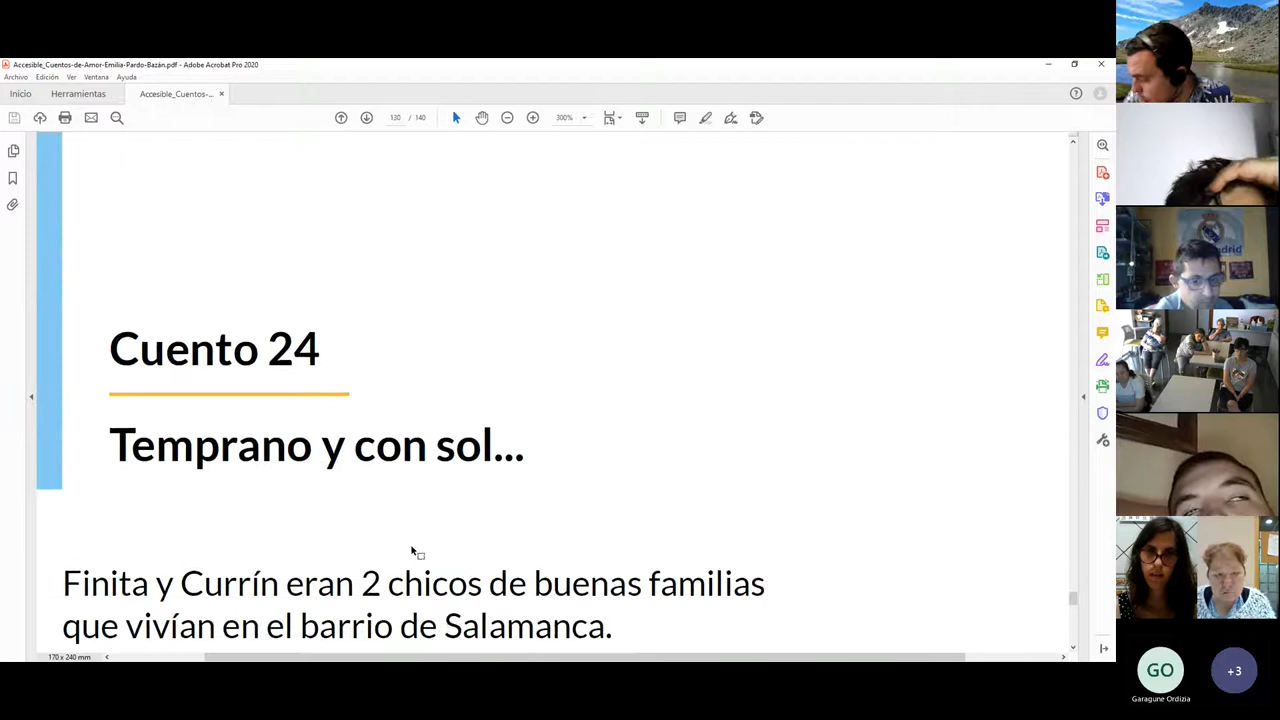 Accesible_Cuentos-de-Amor-Emilia-Pardo-Bazán.pdf - Adobe Acrobat Pro 2020
Archivo Edición Ver Ventana Ayuda
Inicio Herramientas Accesible_Cuentos-... ×
130 / 140 300%
Cuento 24
Temprano y con sol...
Finita y Currín eran 2 chicos de buenas familias
que vivían en el barrio de Salamanca.
170 x 240 mm
GO
Garagune Ordizia
+3